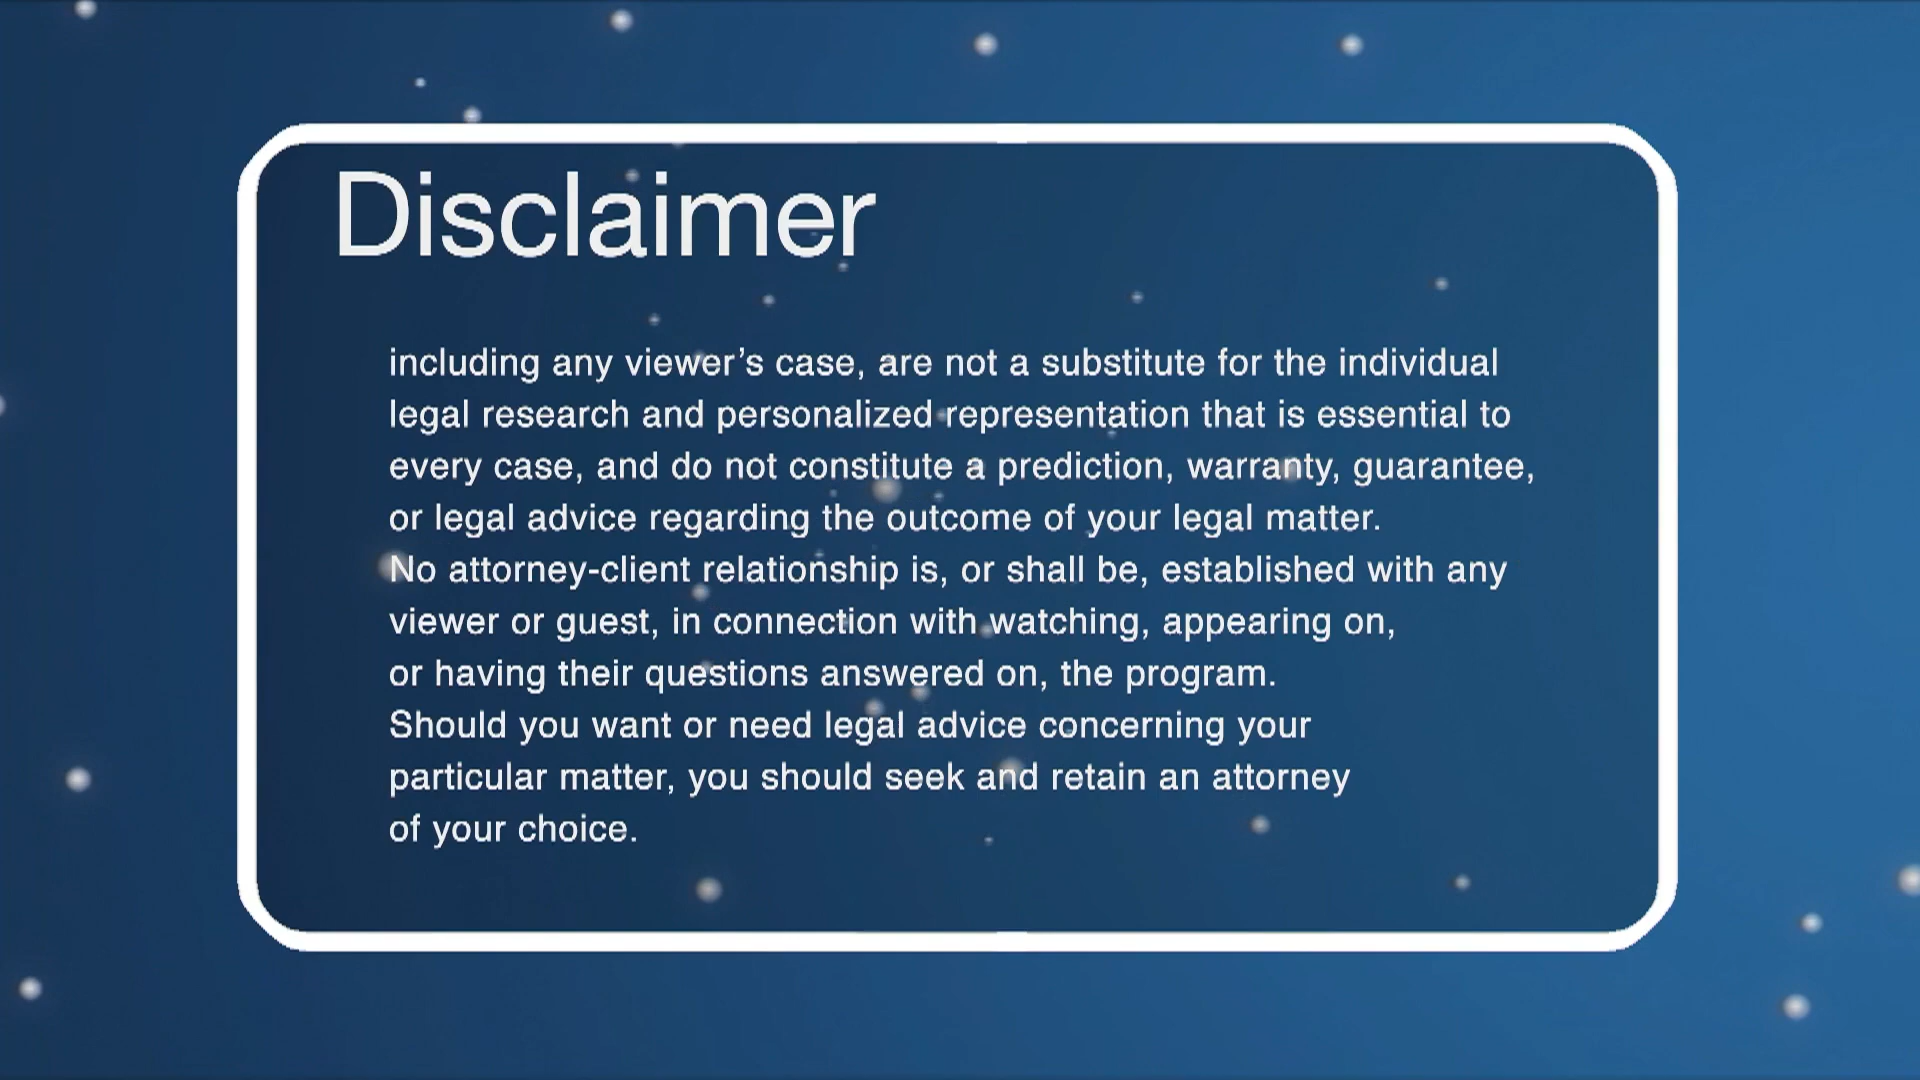 Disclaimer
including any viewer’s case, are not a substitute for the individual
legal research and personalized representation that is essential to
every case, and do not constitute a prediction, warranty, guarantee,
or legal advice regarding the outcome of your legal matter.
No attorney-client relationship is, or shall be, established with any
viewer or guest, in connection with watching, appearing on,
or having their questions answered on, the program.
Should you want or need legal advice concerning your
particular matter, you should seek and retain an attorney
of your choice.